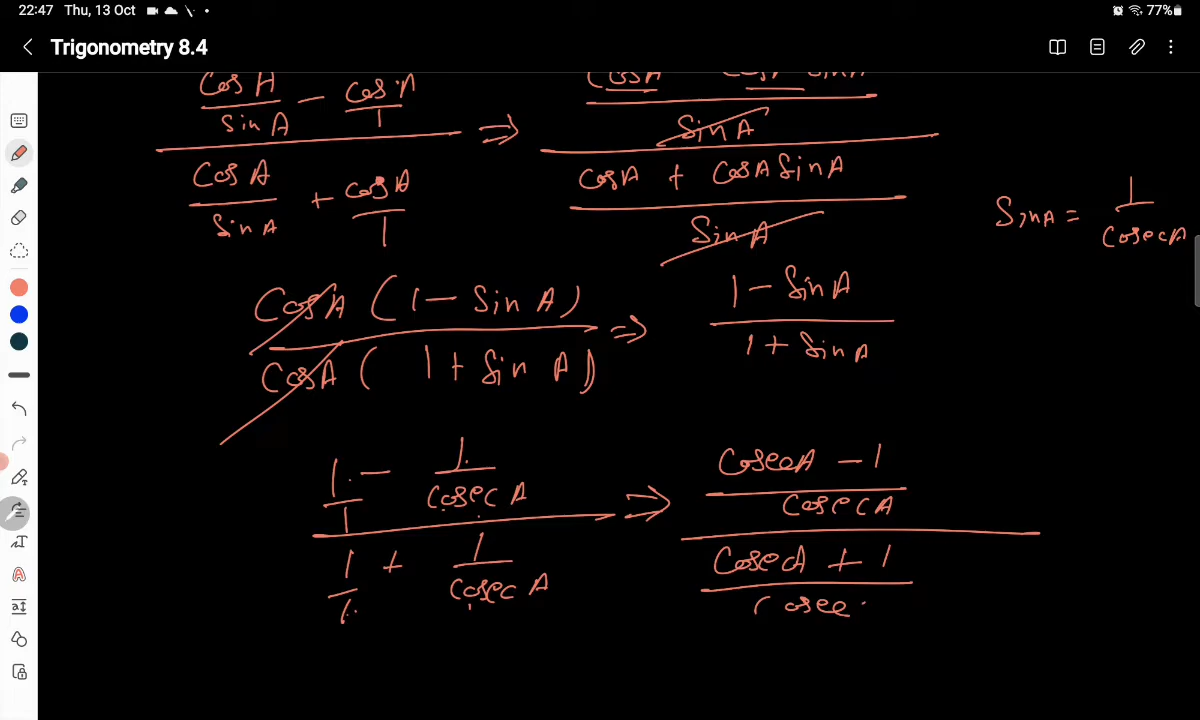 22:47 Thu, 13 Oct 77%
Trigonometry 8.4
Cos A / Sin A − Cos A / 1
Cos A / Sin A + Cos A / 1
⇒
Sin A
Cos A + Cos A Sin A
Sin A
Sin A = 1 / Cosec A
Cos A (1 − Sin A)
Cos A (1 + Sin A)
⇒
1 − Sin A
1 + Sin A
1/1 − 1 / Cosec A
1/1 + 1 / Cosec A
⇒
Cosec A − 1
Cosec A
Cosec A + 1
Cosec